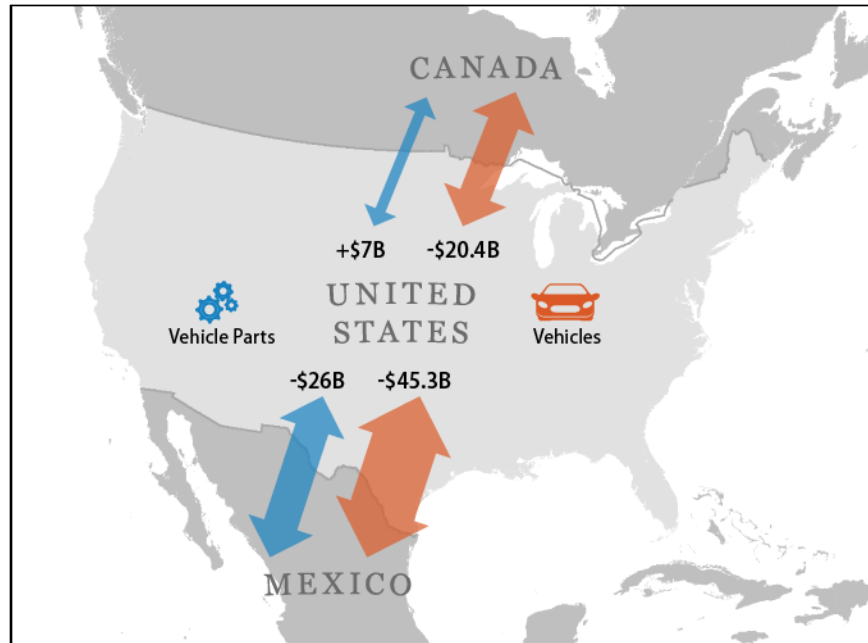 CANADA
+$7B
-$20.4B
UNITED
STATES
Vehicle Parts
Vehicles
-$26B
-$45.3B
MEXICO